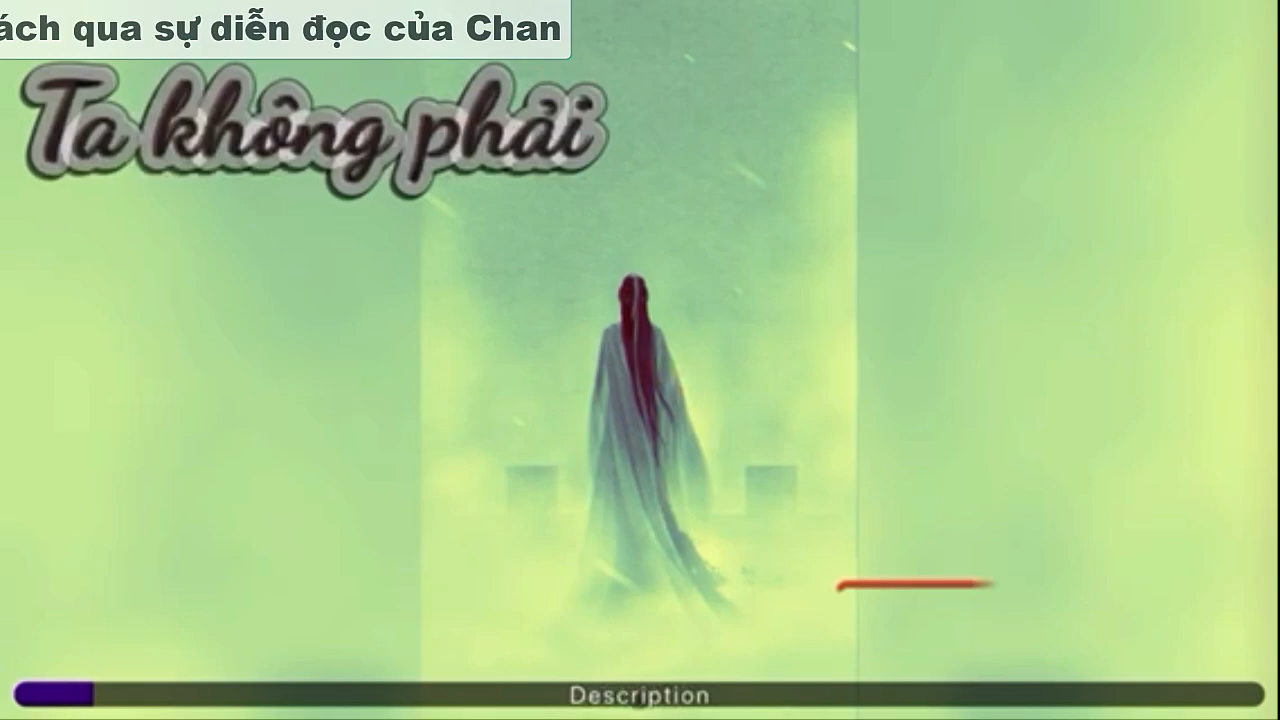 ách qua sự diễn đọc của Chan
Ta không phải
Description